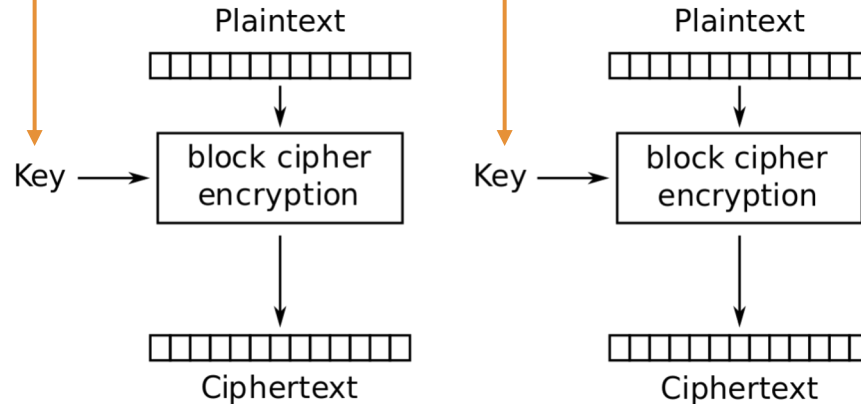 Plaintext
Plaintext
Key
block cipher
encryption
Key
block cipher
encryption
Ciphertext
Ciphertext